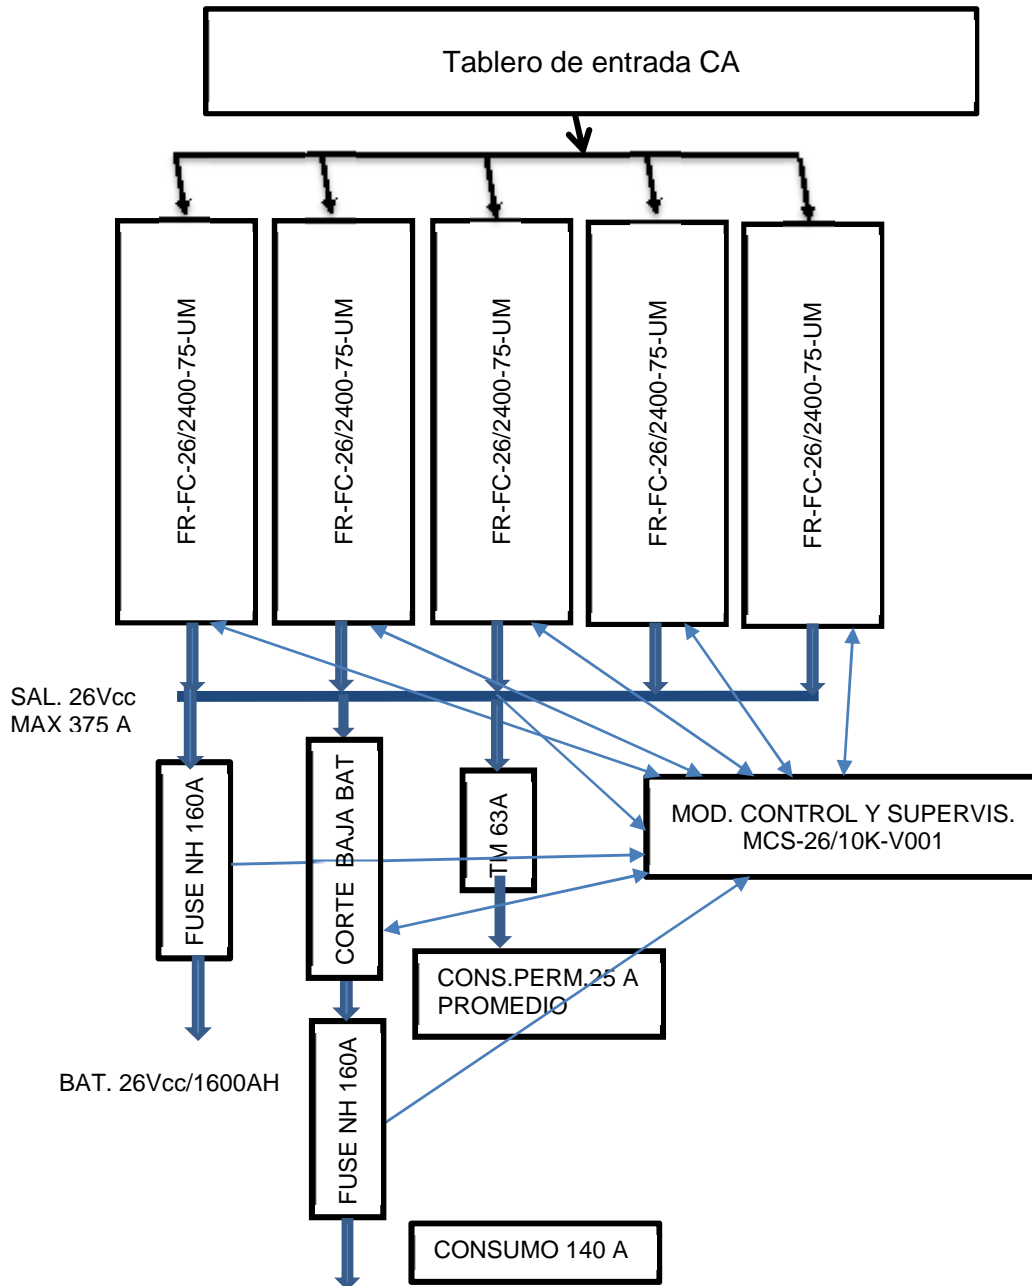 Tablero de entrada CA
FR-FC-26/2400-75-UM
FR-FC-26/2400-75-UM
FR-FC-26/2400-75-UM
FR-FC-26/2400-75-UM
FR-FC-26/2400-75-UM
SAL. 26Vcc
MAX 375 A
FUSE NH 160A
CORTE BAJA BAT
TM 63A
MOD. CONTROL Y SUPERVIS.
MCS-26/10K-V001
CONS.PERM.25 A
PROMEDIO
BAT. 26Vcc/1600AH
FUSE NH 160A
CONSUMO 140 A